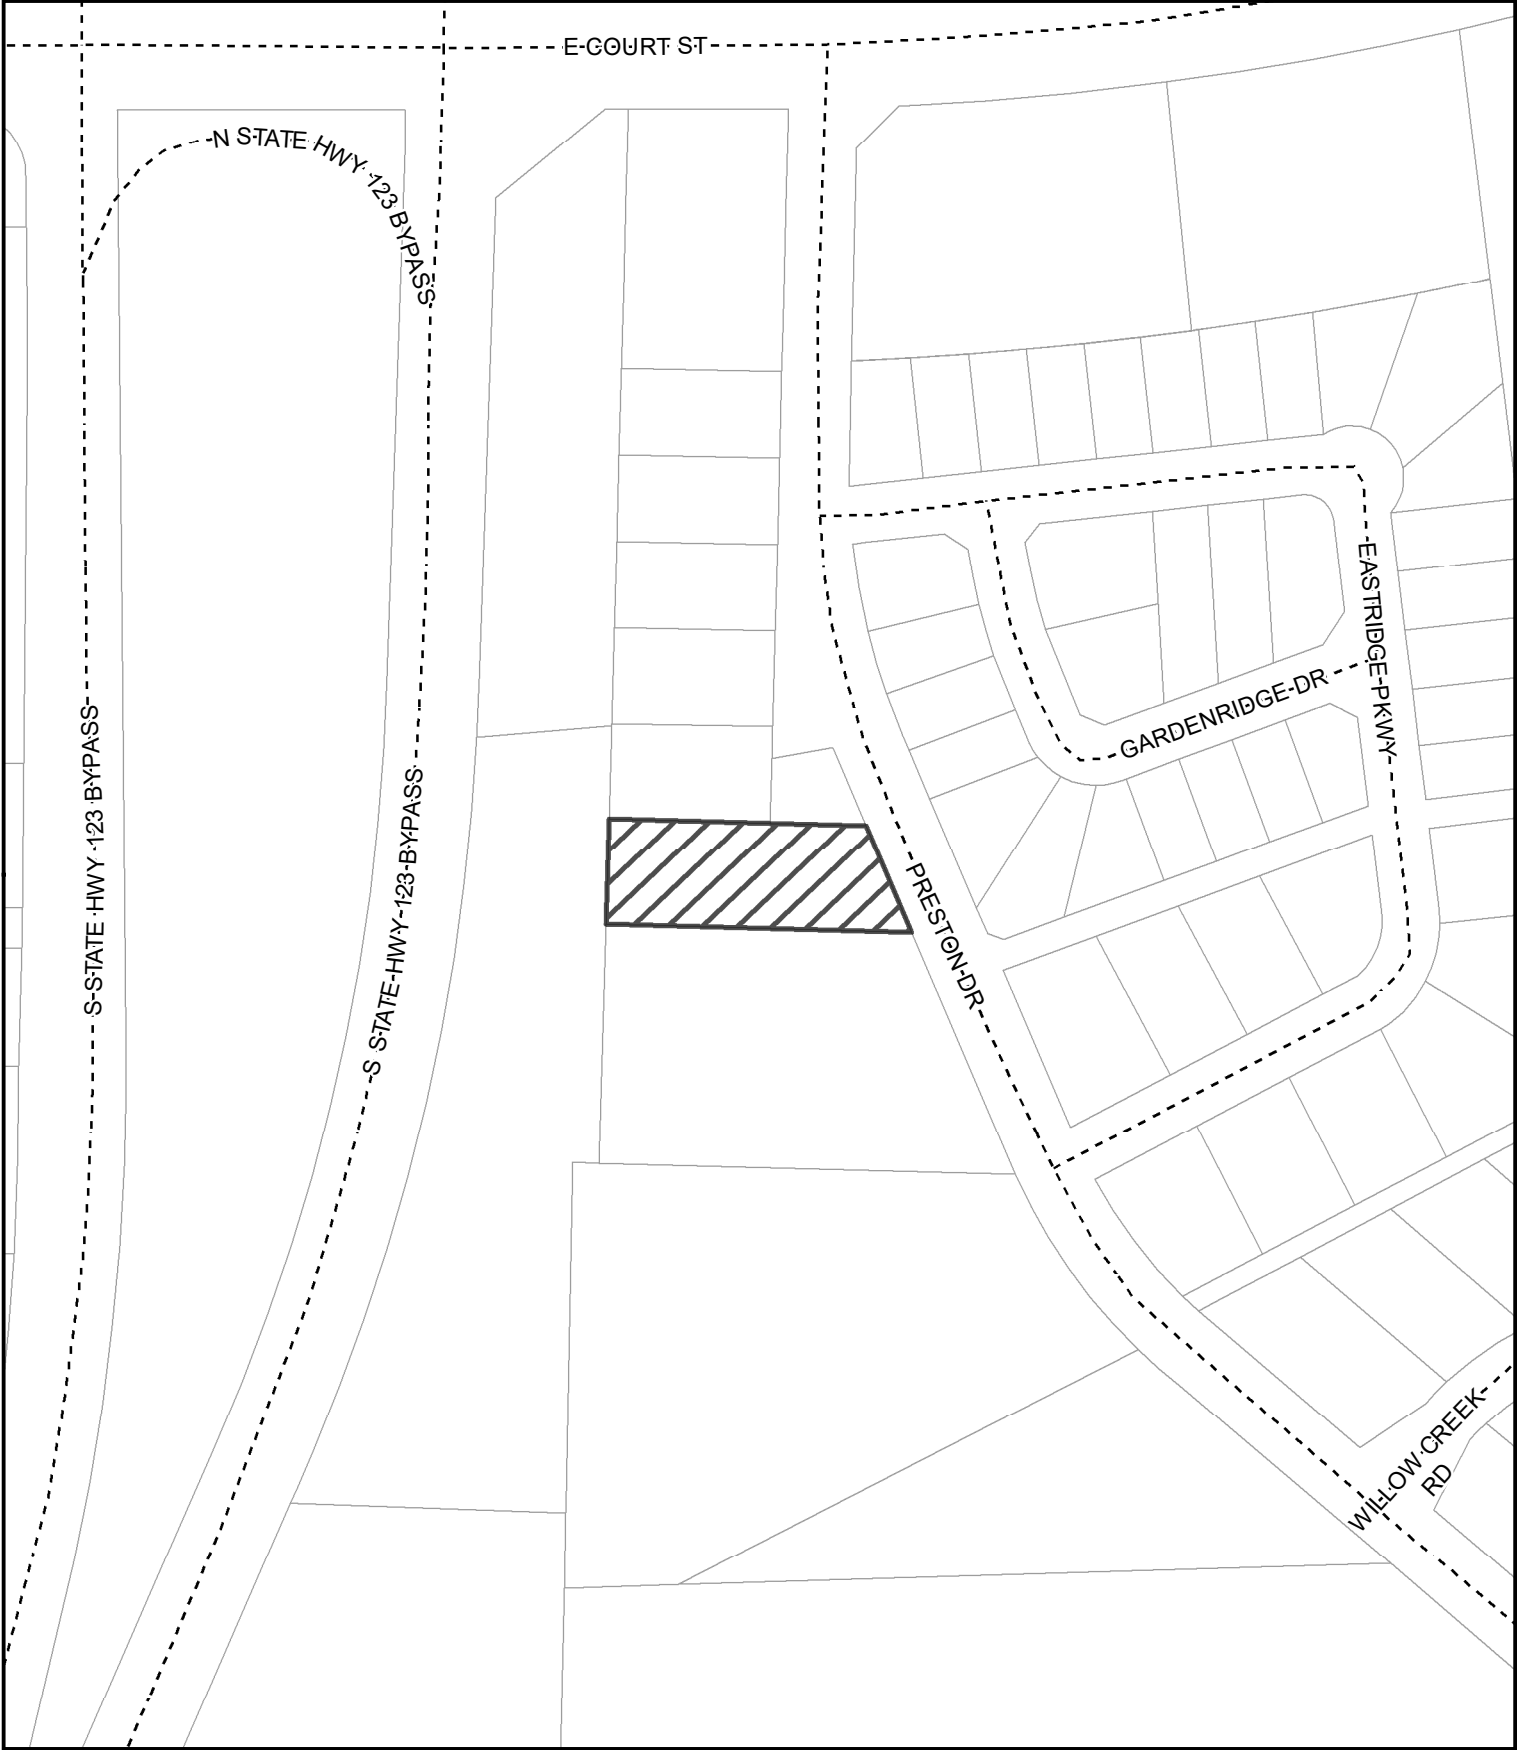 E COURT ST
N STATE HWY 123 BYPASS
EASTRIDGE PKWY
GARDENRIDGE DR
S STATE HWY 123 BYPASS
S STATE HWY 123 BYPASS
PRESTON DR
WILLOW CREEK
RD